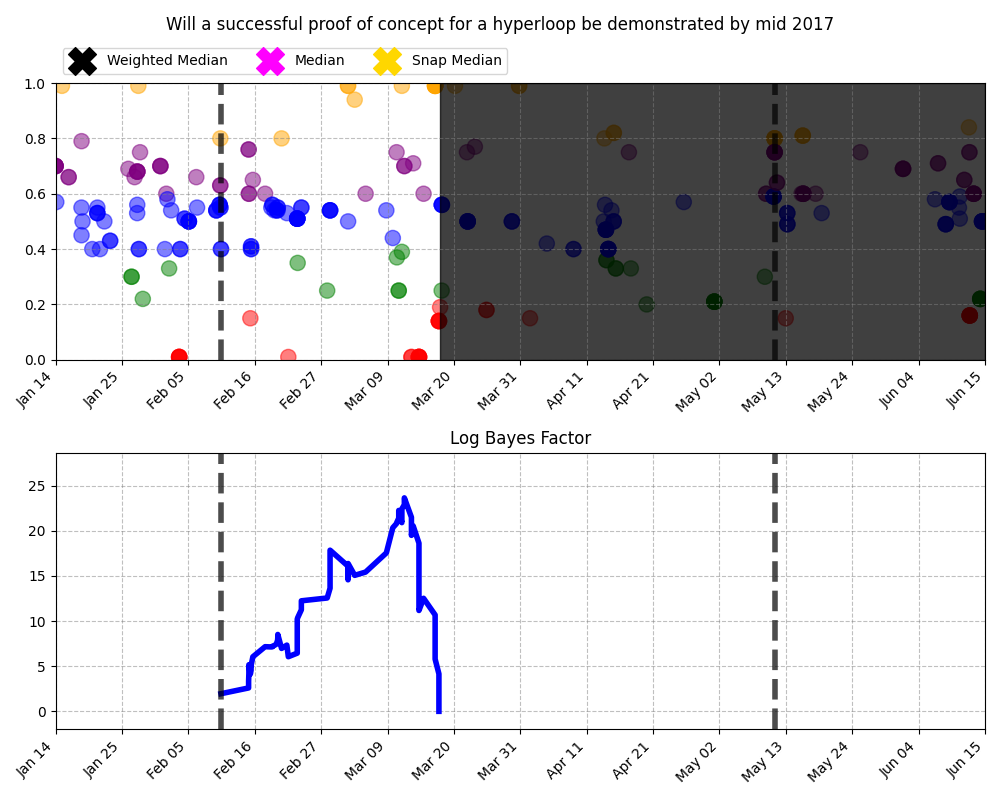 Will a successful proof of concept for a hyperloop be demonstrated by mid 2017
Weighted Median Median Snap Median
1.0
0.8
0.6
0.4
0.2
0.0
Jan 14 Jan 25 Feb 05 Feb 16 Feb 27 Mar 09 Mar 20 Mar 31 Apr 11 Apr 21 May 02 May 13 May 24 Jun 04 Jun 15
Log Bayes Factor
25
20
15
10
5
0
Jan 14 Jan 25 Feb 05 Feb 16 Feb 27 Mar 09 Mar 20 Mar 31 Apr 11 Apr 21 May 02 May 13 May 24 Jun 04 Jun 15